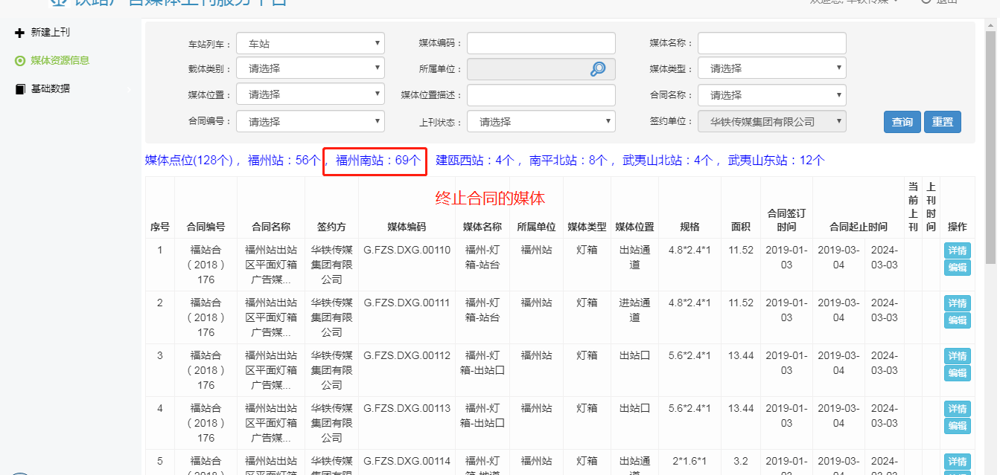 铁路广告媒体上刊服务平台
欢迎您, 华铁传媒 退出
新建上刊
媒体资源信息
基础数据
车站列车： 车站 媒体编码： 媒体名称：
载体类别： 请选择 所属单位： 媒体类型： 请选择
媒体位置： 请选择 媒体位置描述： 合同名称： 请选择
合同编号： 请选择 上刊状态： 请选择 签约单位： 华铁传媒集团有限公司 查询 重置
媒体点位(128个)， 福州站：56个， 福州南站：69个 建瓯西站：4个， 南平北站：8个， 武夷山北站：4个， 武夷山东站：12个
终止合同的媒体
序号 合同编号 合同名称 签约方 媒体编码 媒体名称 所属单位 媒体类型 媒体位置 规格 面积 合同签订时间 合同起止时间 当前上刊 上刊时间 操作
1 福站合（2018）176 福州站出站区平面灯箱广告媒... 华铁传媒集团有限公司 G.FZS.DXG.00110 福州-灯箱-站台 福州站 灯箱 出站通道 4.8*2.4*1 11.52 2019-01-03 2019-03-04 2024-03-03 详情 编辑
2 福站合（2018）176 福州站出站区平面灯箱广告媒... 华铁传媒集团有限公司 G.FZS.DXG.00111 福州-灯箱-站台 福州站 灯箱 进站通道 4.8*2.4*1 11.52 2019-01-03 2019-03-04 2024-03-03 详情 编辑
3 福站合（2018）176 福州站出站区平面灯箱广告媒... 华铁传媒集团有限公司 G.FZS.DXG.00112 福州-灯箱-出站口 福州站 灯箱 出站口 5.6*2.4*1 13.44 2019-01-03 2019-03-04 2024-03-03 详情 编辑
4 福站合（2018）176 福州站出站区平面灯箱广告媒... 华铁传媒集团有限公司 G.FZS.DXG.00113 福州-灯箱-出站口 福州站 灯箱 出站口 5.6*2.4*1 13.44 2019-01-03 2019-03-04 2024-03-03 详情 编辑
5 福站合（2018） 福州站出站区平面灯箱 华铁传媒集团有限 G.FZS.DXG.00114 福州-灯箱-地道 福州站 灯箱 出站通道 2*1.6*1 3.2 2019-01-03 2019-03-04 2024-03-03 详情